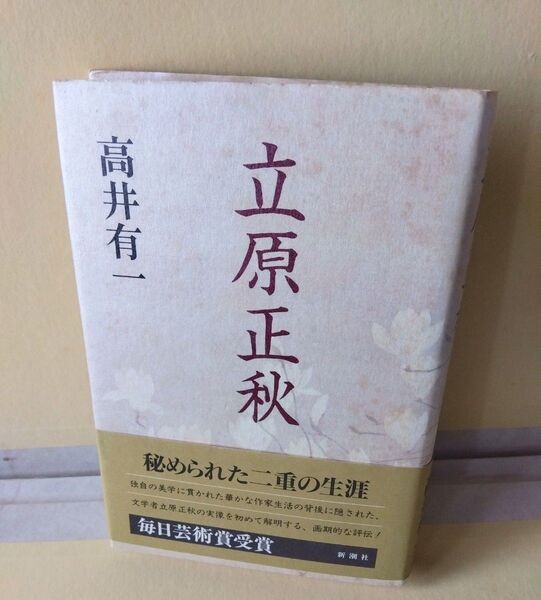 立原正秋
高井有一
秘められた二重の生涯
独自の美学に貫かれた華かな作家生活の背後に隠された、
文学者立原正秋の実像を初めて解明する、画期的な評伝!
毎日芸術賞受賞
新潮社